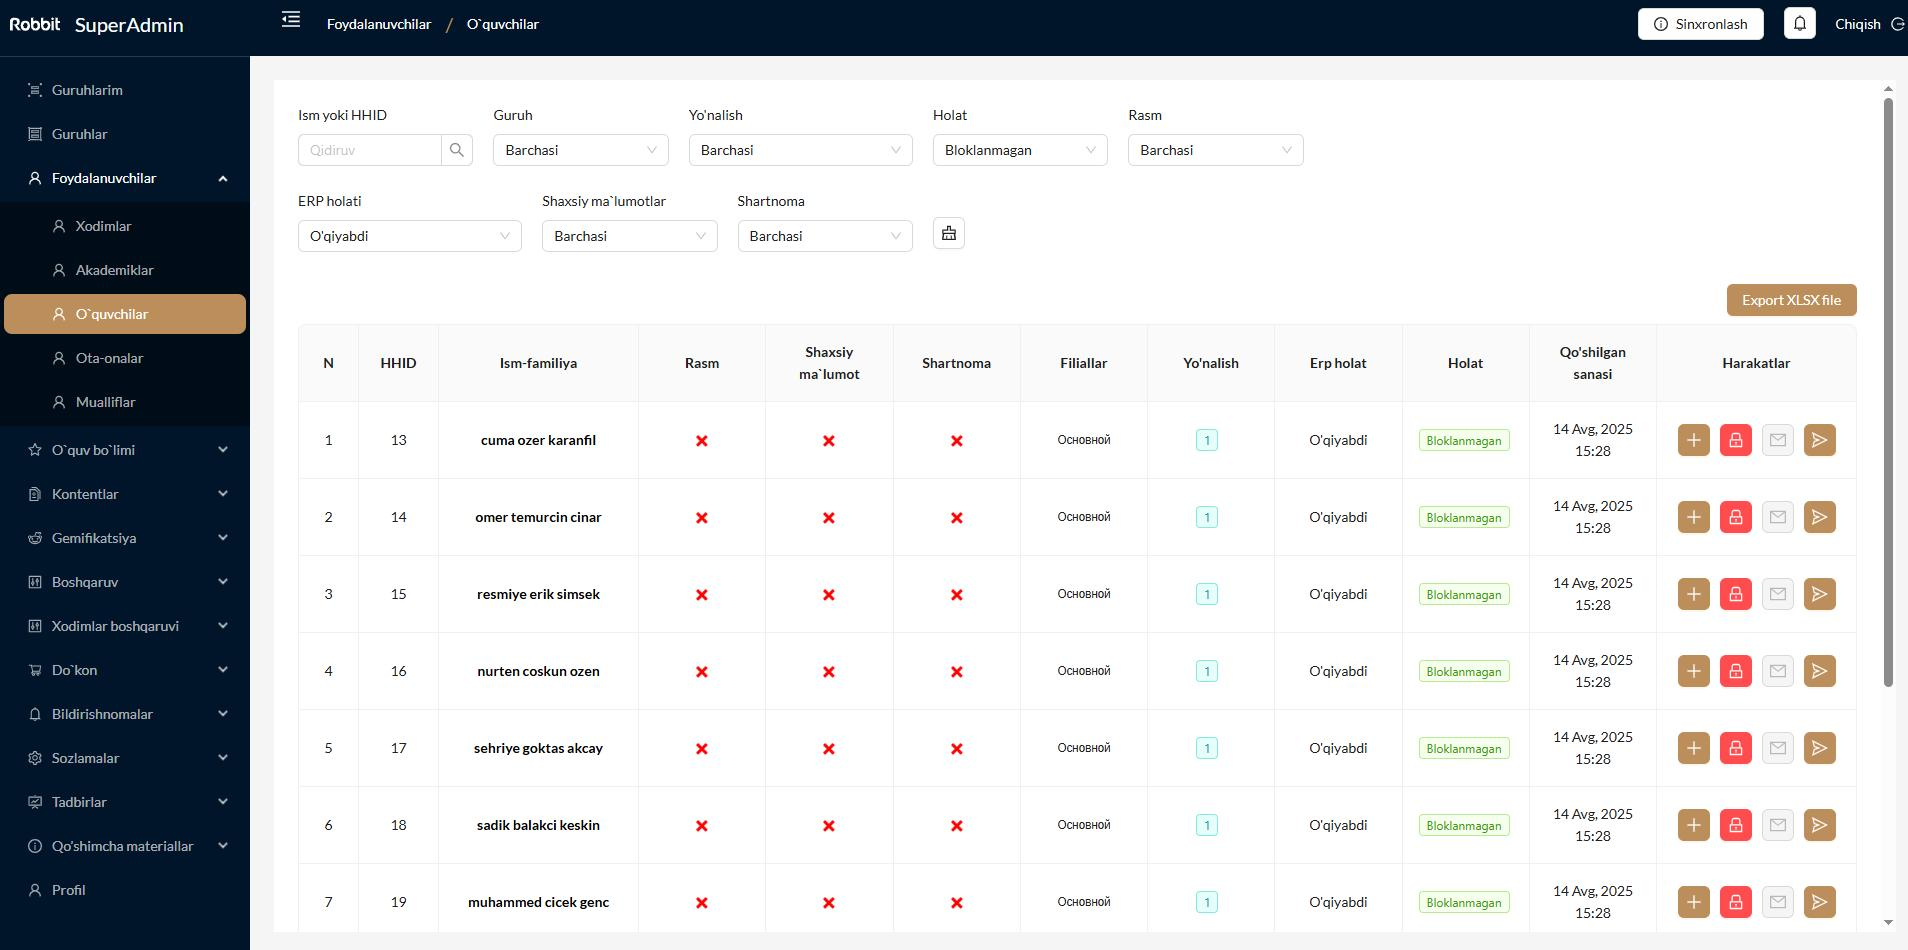 Robbit SuperAdmin
Foydalanuvchilar / O`quvchilar
Sinxronlash
Chiqish
Guruhlarim
Guruhlar
Foydalanuvchilar
Xodimlar
Akademiklar
O`quvchilar
Ota-onalar
Mualliflar
O`quv bo`limi
Kontentlar
Gemifikatsiya
Boshqaruv
Xodimlar boshqaruvi
Do`kon
Bildirishnomalar
Sozlamalar
Tadbirlar
Qo'shimcha materiallar
Profil
Ism yoki HHID Guruh Yo'nalish Holat Rasm
Qidiruv Barchasi Barchasi Bloklanmagan Barchasi
ERP holati Shaxsiy ma`lumotlar Shartnoma
O'qiyabdi Barchasi Barchasi
Export XLSX file
N HHID Ism-familiya Rasm Shaxsiy ma`lumot Shartnoma Filiallar Yo'nalish Erp holat Holat Qo'shilgan sanasi Harakatlar
1 13 cuma ozer karanfil Основной 1 O'qiyabdi Bloklanmagan 14 Avg, 2025 15:28
2 14 omer temurcin cinar Основной 1 O'qiyabdi Bloklanmagan 14 Avg, 2025 15:28
3 15 resmiye erik simsek Основной 1 O'qiyabdi Bloklanmagan 14 Avg, 2025 15:28
4 16 nurten coskun ozen Основной 1 O'qiyabdi Bloklanmagan 14 Avg, 2025 15:28
5 17 sehriye goktas akcay Основной 1 O'qiyabdi Bloklanmagan 14 Avg, 2025 15:28
6 18 sadik balakci keskin Основной 1 O'qiyabdi Bloklanmagan 14 Avg, 2025 15:28
7 19 muhammed cicek genc Основной 1 O'qiyabdi Bloklanmagan 14 Avg, 2025 15:28